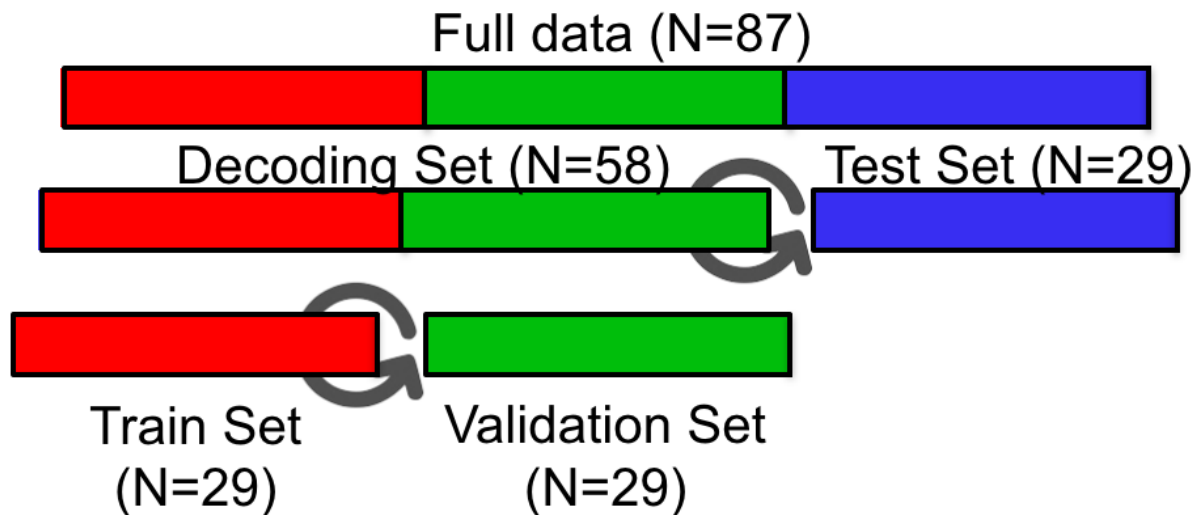 Full data (N=87)
Decoding Set (N=58)
Test Set (N=29)
Train Set
(N=29)
Validation Set
(N=29)